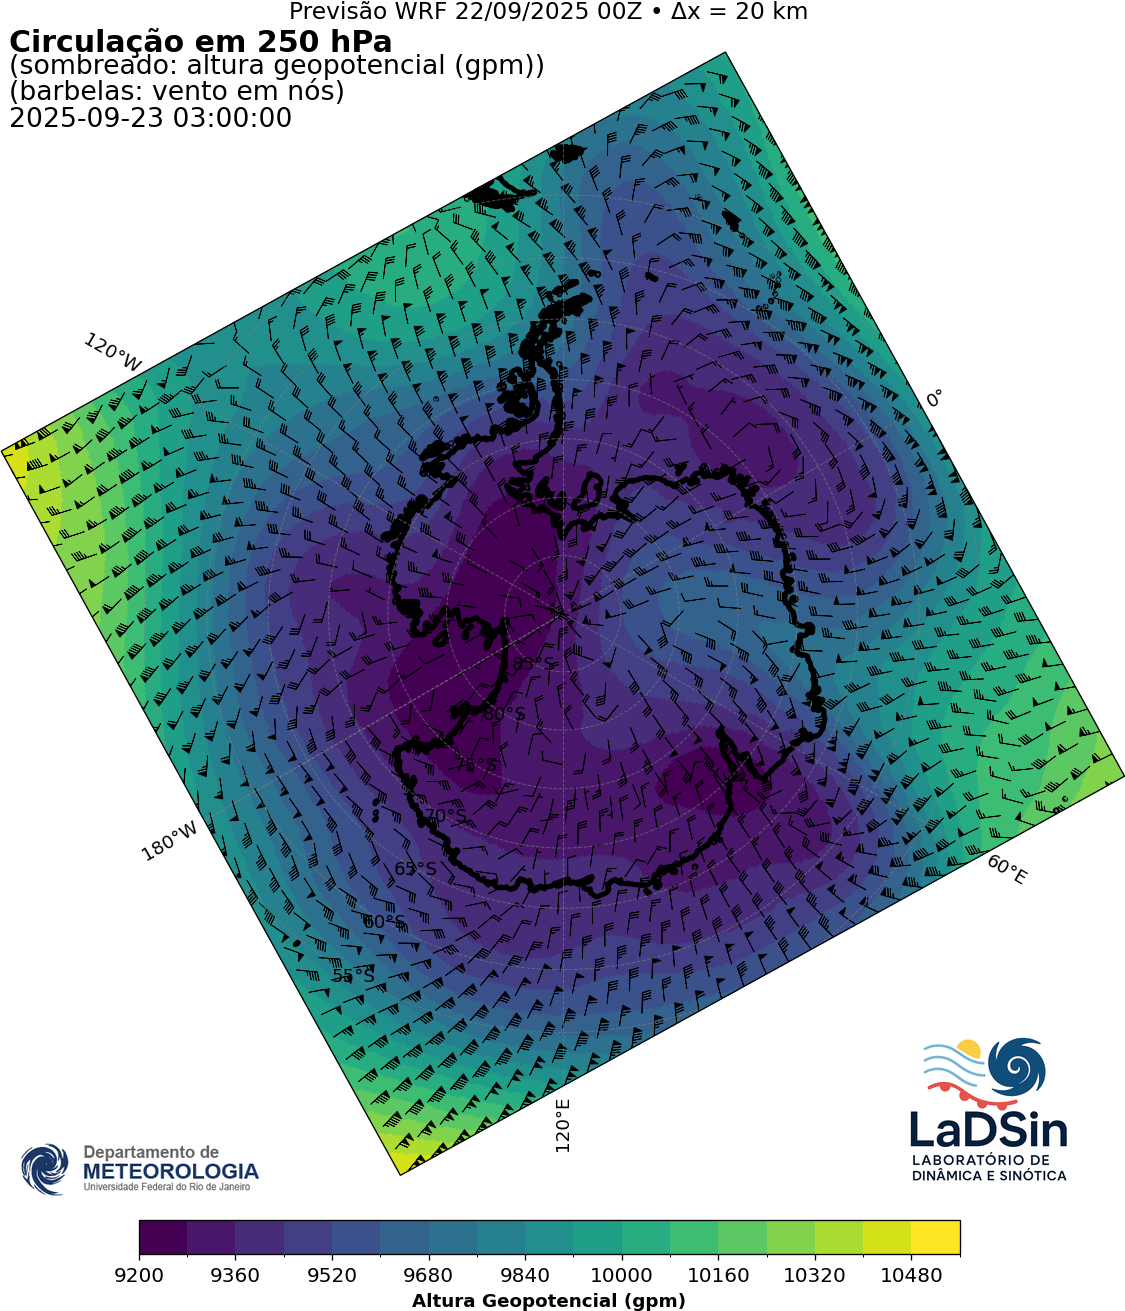 Previsão WRF 22/09/2025 00Z • Δx = 20 km
Circulação em 250 hPa
(sombreado: altura geopotencial (gpm))
(barbelas: vento em nós)
2025-09-23 03:00:00
120°W
0°
85°S
80°S
75°S
70°S
180°W
65°S
60°E
60°S
55°S
120°E
LaDSin
LABORATÓRIO DE
DINÂMICA E SINÓTICA
Departamento de
METEOROLOGIA
Universidade Federal do Rio de Janeiro
9200 9360 9520 9680 9840 10000 10160 10320 10480
Altura Geopotencial (gpm)